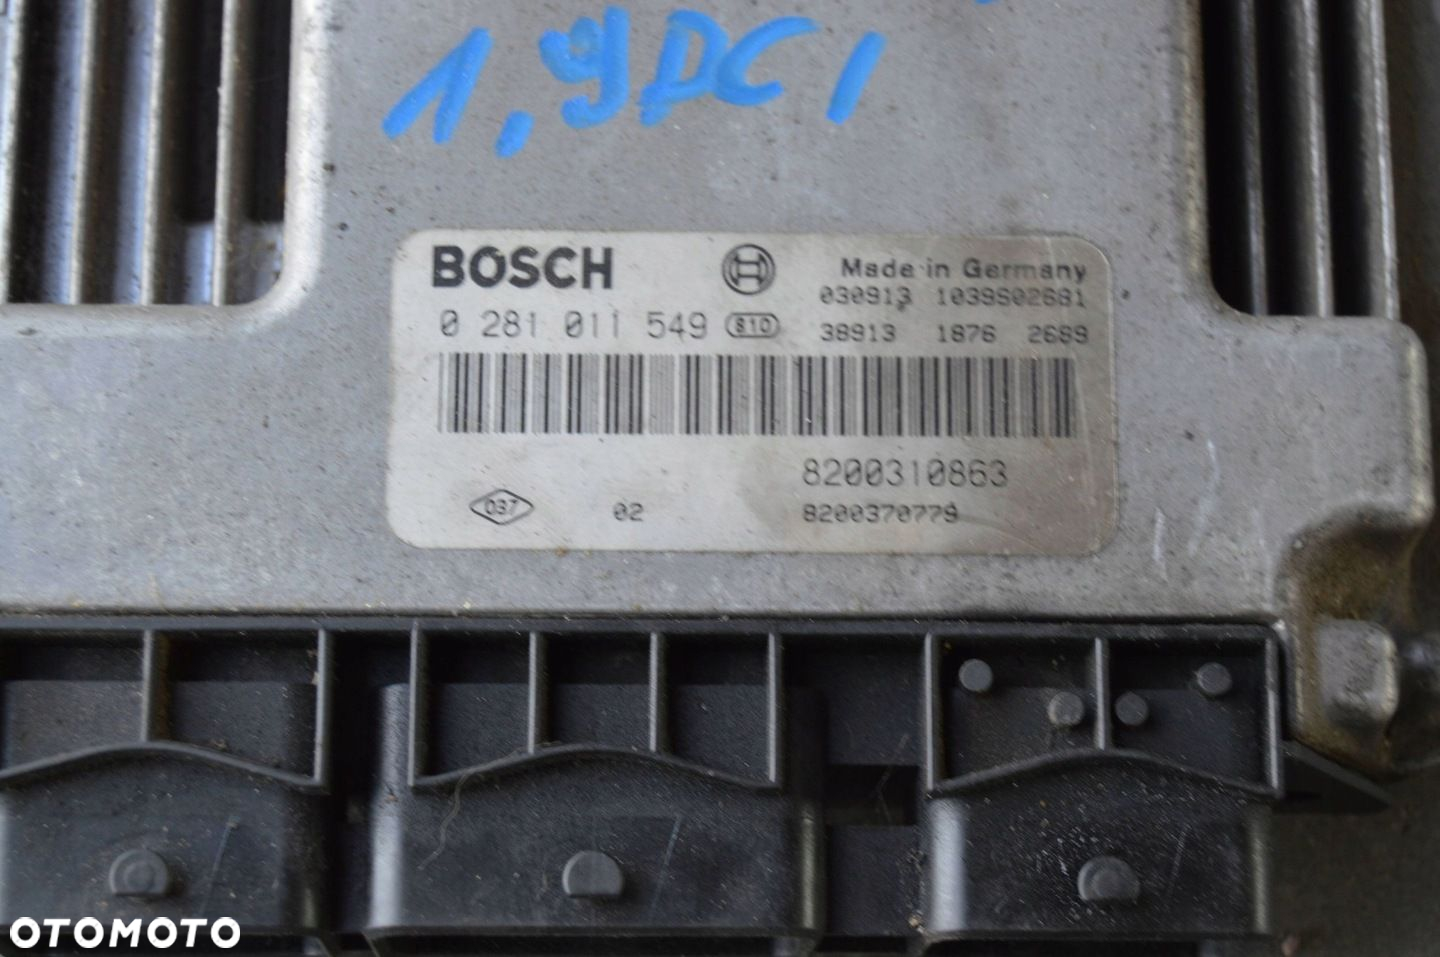 1,9DCI
BOSCH
Made in Germany
030913 1039S02681
0 281 011 549 810
38913 1876 2689
8200310863
037 02 8200370779
OTOMOTO